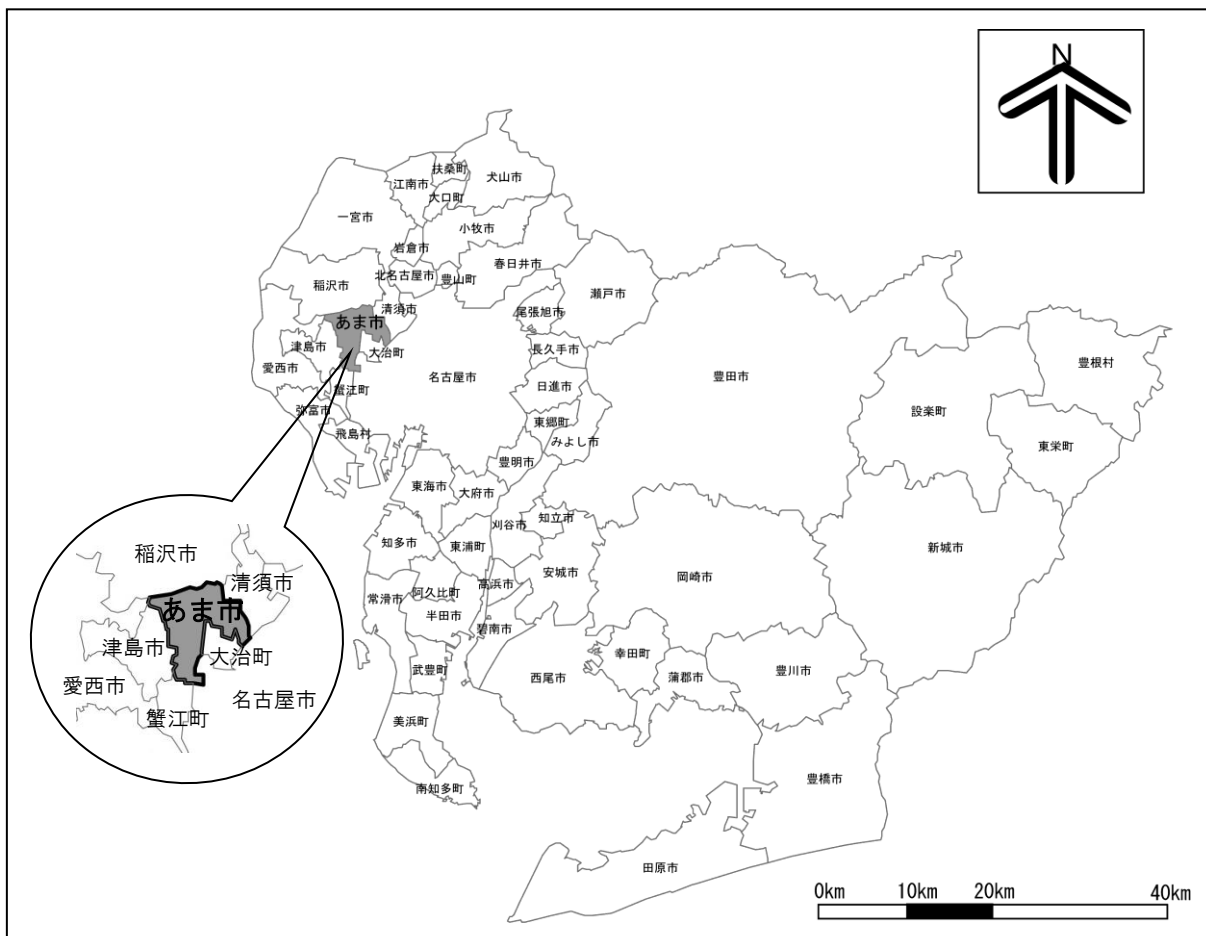 N
扶桑町
犬山市
江南市
大口町
一宮市
小牧市
岩倉市
春日井市
北名古屋市
豊山町
稲沢市
瀬戸市
清須市
尾張旭市
あま市
津島市
大治町
長久手市
豊根村
愛西市
名古屋市
豊田市
日進市
蟹江町
設楽町
弥富市
東郷町
飛島村
みよし市
東栄町
豊明市
東海市
大府市
刈谷市
知立市
知多市
東浦町
新城市
安城市
岡崎市
高浜市
阿久比町
常滑市
半田市
碧南市
幸田町
豊川市
武豊町
西尾市
蒲郡市
美浜町
豊橋市
南知多町
田原市
稲沢市
清須市
あま市
津島市
大治町
愛西市
名古屋市
蟹江町
0km 10km 20km 40km